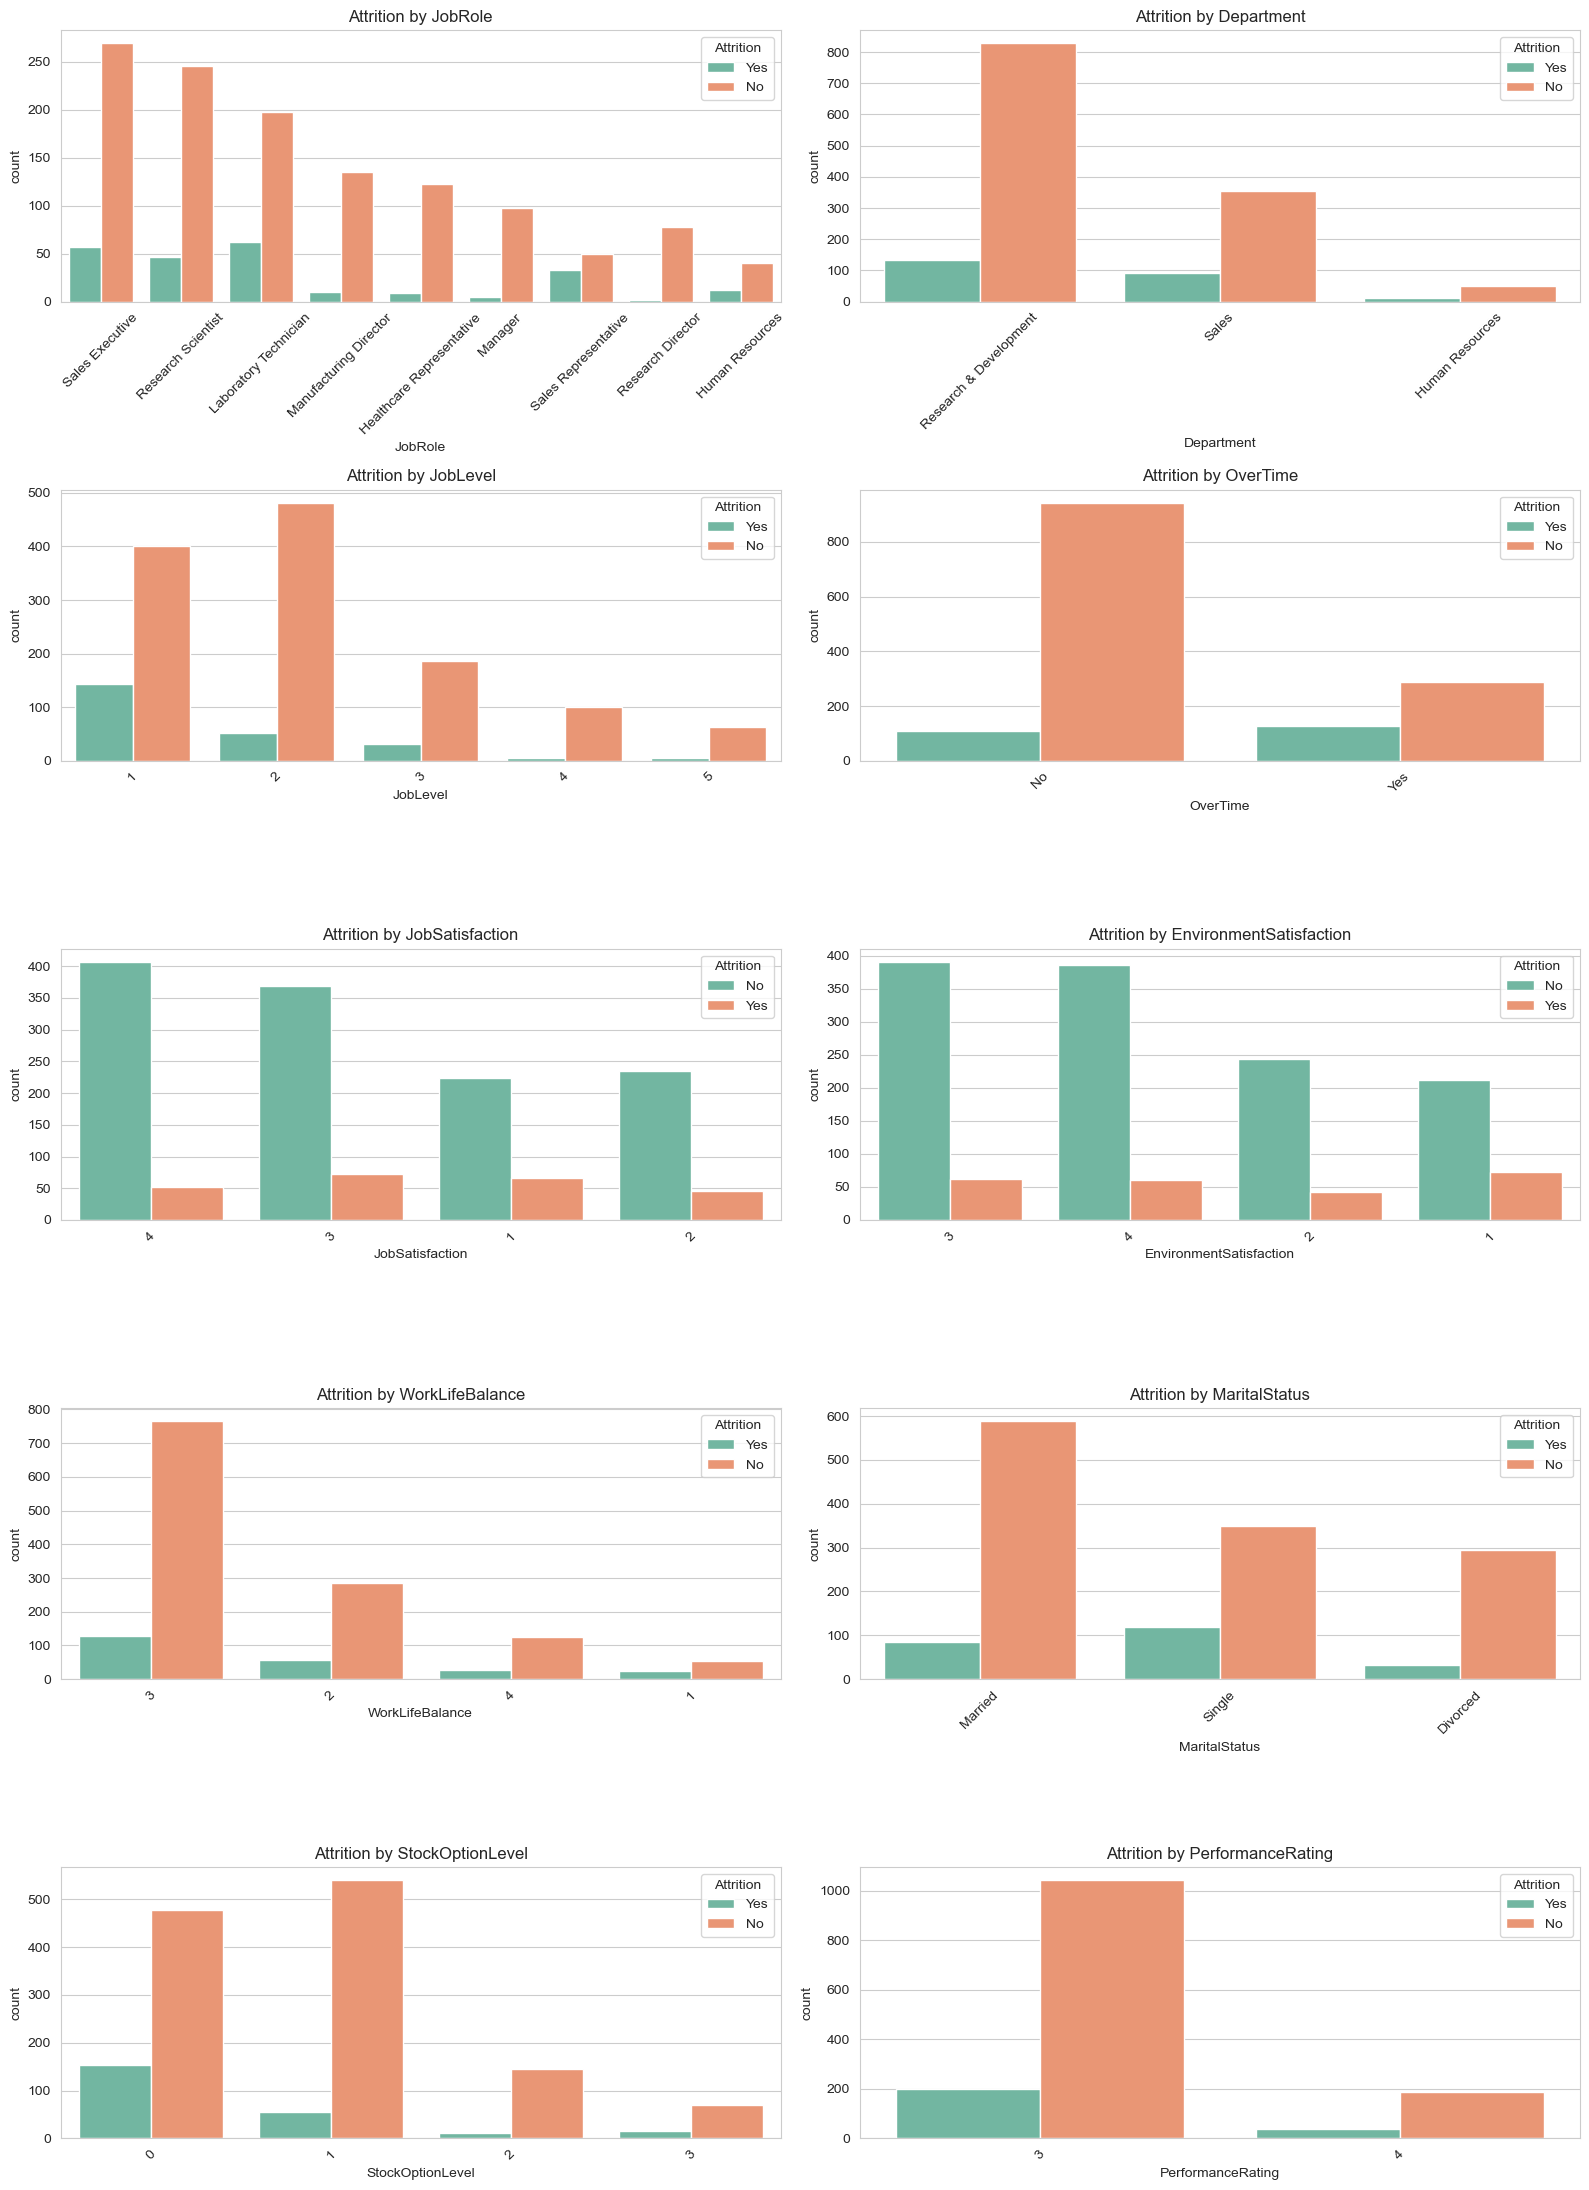 Attrition by JobRole
Attrition
Yes
No
250
200
150
100
50
0
count
Sales Executive
Research Scientist
Laboratory Technician
Manufacturing Director
Healthcare Representative
Manager
Sales Representative
Research Director
Human Resources
JobRole
Attrition by Department
Attrition
Yes
No
800
700
600
500
400
300
200
100
0
count
Research & Development
Sales
Human Resources
Department
Attrition by JobLevel
Attrition
Yes
No
500
400
300
200
100
0
count
1
2
3
4
5
JobLevel
Attrition by OverTime
Attrition
Yes
No
800
600
400
200
0
count
No
Yes
OverTime
Attrition by JobSatisfaction
Attrition
No
Yes
400
350
300
250
200
150
100
50
0
count
4
3
1
2
JobSatisfaction
Attrition by EnvironmentSatisfaction
Attrition
No
Yes
400
350
300
250
200
150
100
50
0
count
3
4
2
1
EnvironmentSatisfaction
Attrition by WorkLifeBalance
Attrition
Yes
No
800
700
600
500
400
300
200
100
0
count
3
2
4
1
WorkLifeBalance
Attrition by MaritalStatus
Attrition
Yes
No
600
500
400
300
200
100
0
count
Married
Single
Divorced
MaritalStatus
Attrition by StockOptionLevel
Attrition
Yes
No
500
400
300
200
100
0
count
0
1
2
3
StockOptionLevel
Attrition by PerformanceRating
Attrition
Yes
No
1000
800
600
400
200
0
count
3
4
PerformanceRating